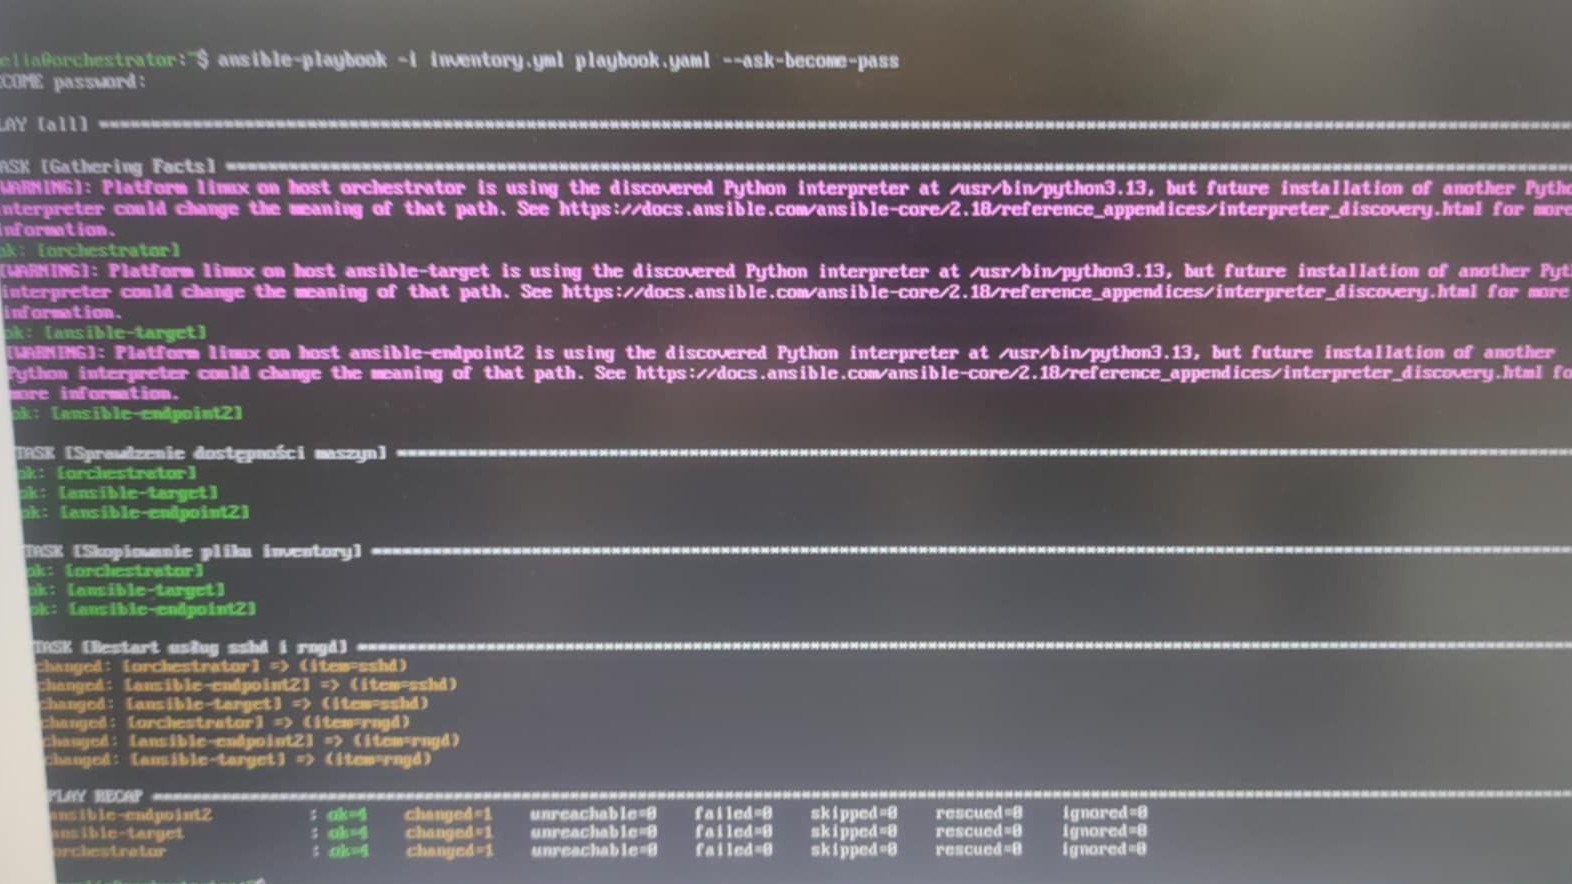 elia@orchestrator:~$ ansible-playbook -i inventory.yml playbook.yaml --ask-become-pass
COME password:
LAY [all] ****
ASK [Gathering Facts] ****
[WARNING]: Platform linux on host orchestrator is using the discovered Python interpreter at /usr/bin/python3.13, but future installation of another Pytho
interpreter could change the meaning of that path. See https://docs.ansible.com/ansible-core/2.18/reference_appendices/interpreter_discovery.html for more
information.
ok: [orchestrator]
[WARNING]: Platform linux on host ansible-target is using the discovered Python interpreter at /usr/bin/python3.13, but future installation of another Pyt
interpreter could change the meaning of that path. See https://docs.ansible.com/ansible-core/2.18/reference_appendices/interpreter_discovery.html for more
information.
ok: [ansible-target]
[WARNING]: Platform linux on host ansible-endpoint2 is using the discovered Python interpreter at /usr/bin/python3.13, but future installation of another
Python interpreter could change the meaning of that path. See https://docs.ansible.com/ansible-core/2.18/reference_appendices/interpreter_discovery.html fo
more information.
ok: [ansible-endpoint2]
TASK [Sprawdzenie dostępności maszyn] ****
ok: [orchestrator]
ok: [ansible-target]
ok: [ansible-endpoint2]
TASK [Skopiowanie pliku inventory] ****
ok: [orchestrator]
ok: [ansible-target]
ok: [ansible-endpoint2]
TASK [Restart usług sshd i rngd] ****
changed: [orchestrator] => (item=sshd)
changed: [ansible-endpoint2] => (item=sshd)
changed: [ansible-target] => (item=sshd)
changed: [orchestrator] => (item=rngd)
changed: [ansible-endpoint2] => (item=rngd)
changed: [ansible-target] => (item=rngd)
PLAY RECAP ****
ansible-endpoint2 : ok=4 changed=1 unreachable=0 failed=0 skipped=0 rescued=0 ignored=0
ansible-target : ok=4 changed=1 unreachable=0 failed=0 skipped=0 rescued=0 ignored=0
orchestrator : ok=4 changed=1 unreachable=0 failed=0 skipped=0 rescued=0 ignored=0